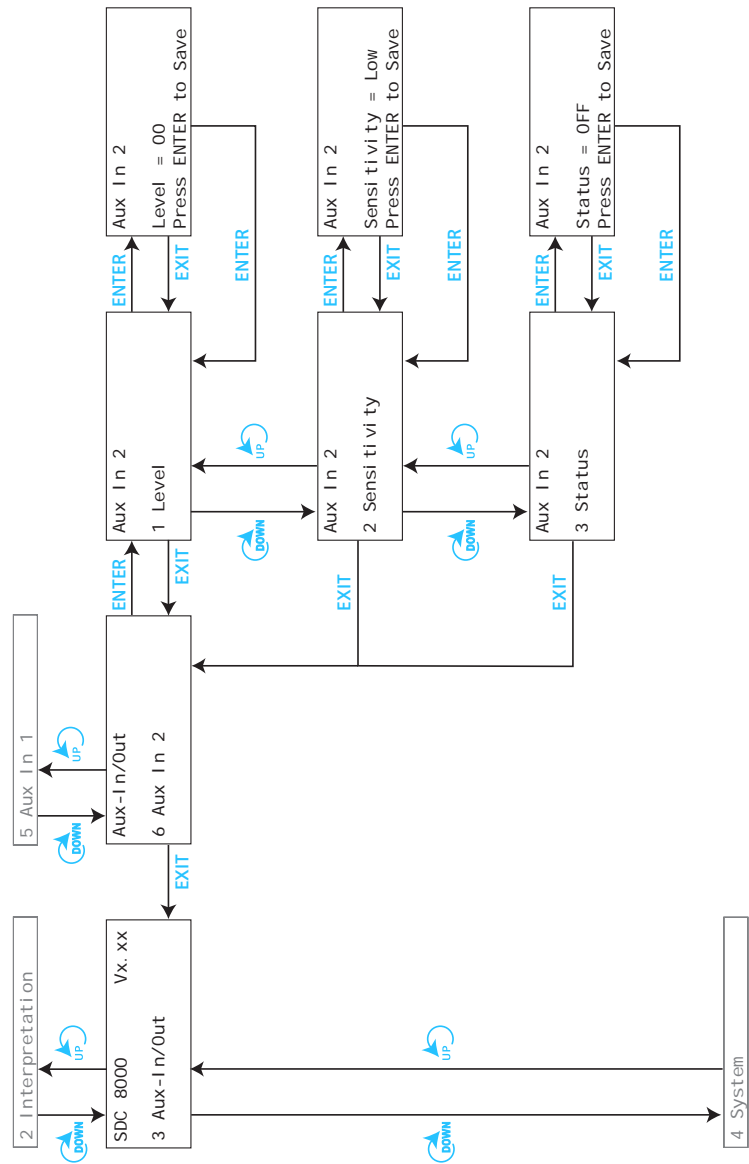 2 Interpretation
DOWN
UP
SDC 8000 Vx.xx
3 Aux-In/Out
DOWN
UP
4 System
EXIT
5 Aux In 1
DOWN
UP
Aux-In/Out
6 Aux In 2
ENTER
EXIT
Aux In 2
1 Level
ENTER
EXIT
Aux In 2
Level = 00
Press ENTER to Save
ENTER
DOWN
UP
EXIT
Aux In 2
2 Sensitivity
ENTER
EXIT
Aux In 2
Sensitivity = Low
Press ENTER to Save
ENTER
DOWN
UP
EXIT
Aux In 2
3 Status
ENTER
EXIT
Aux In 2
Status = OFF
Press ENTER to Save
ENTER